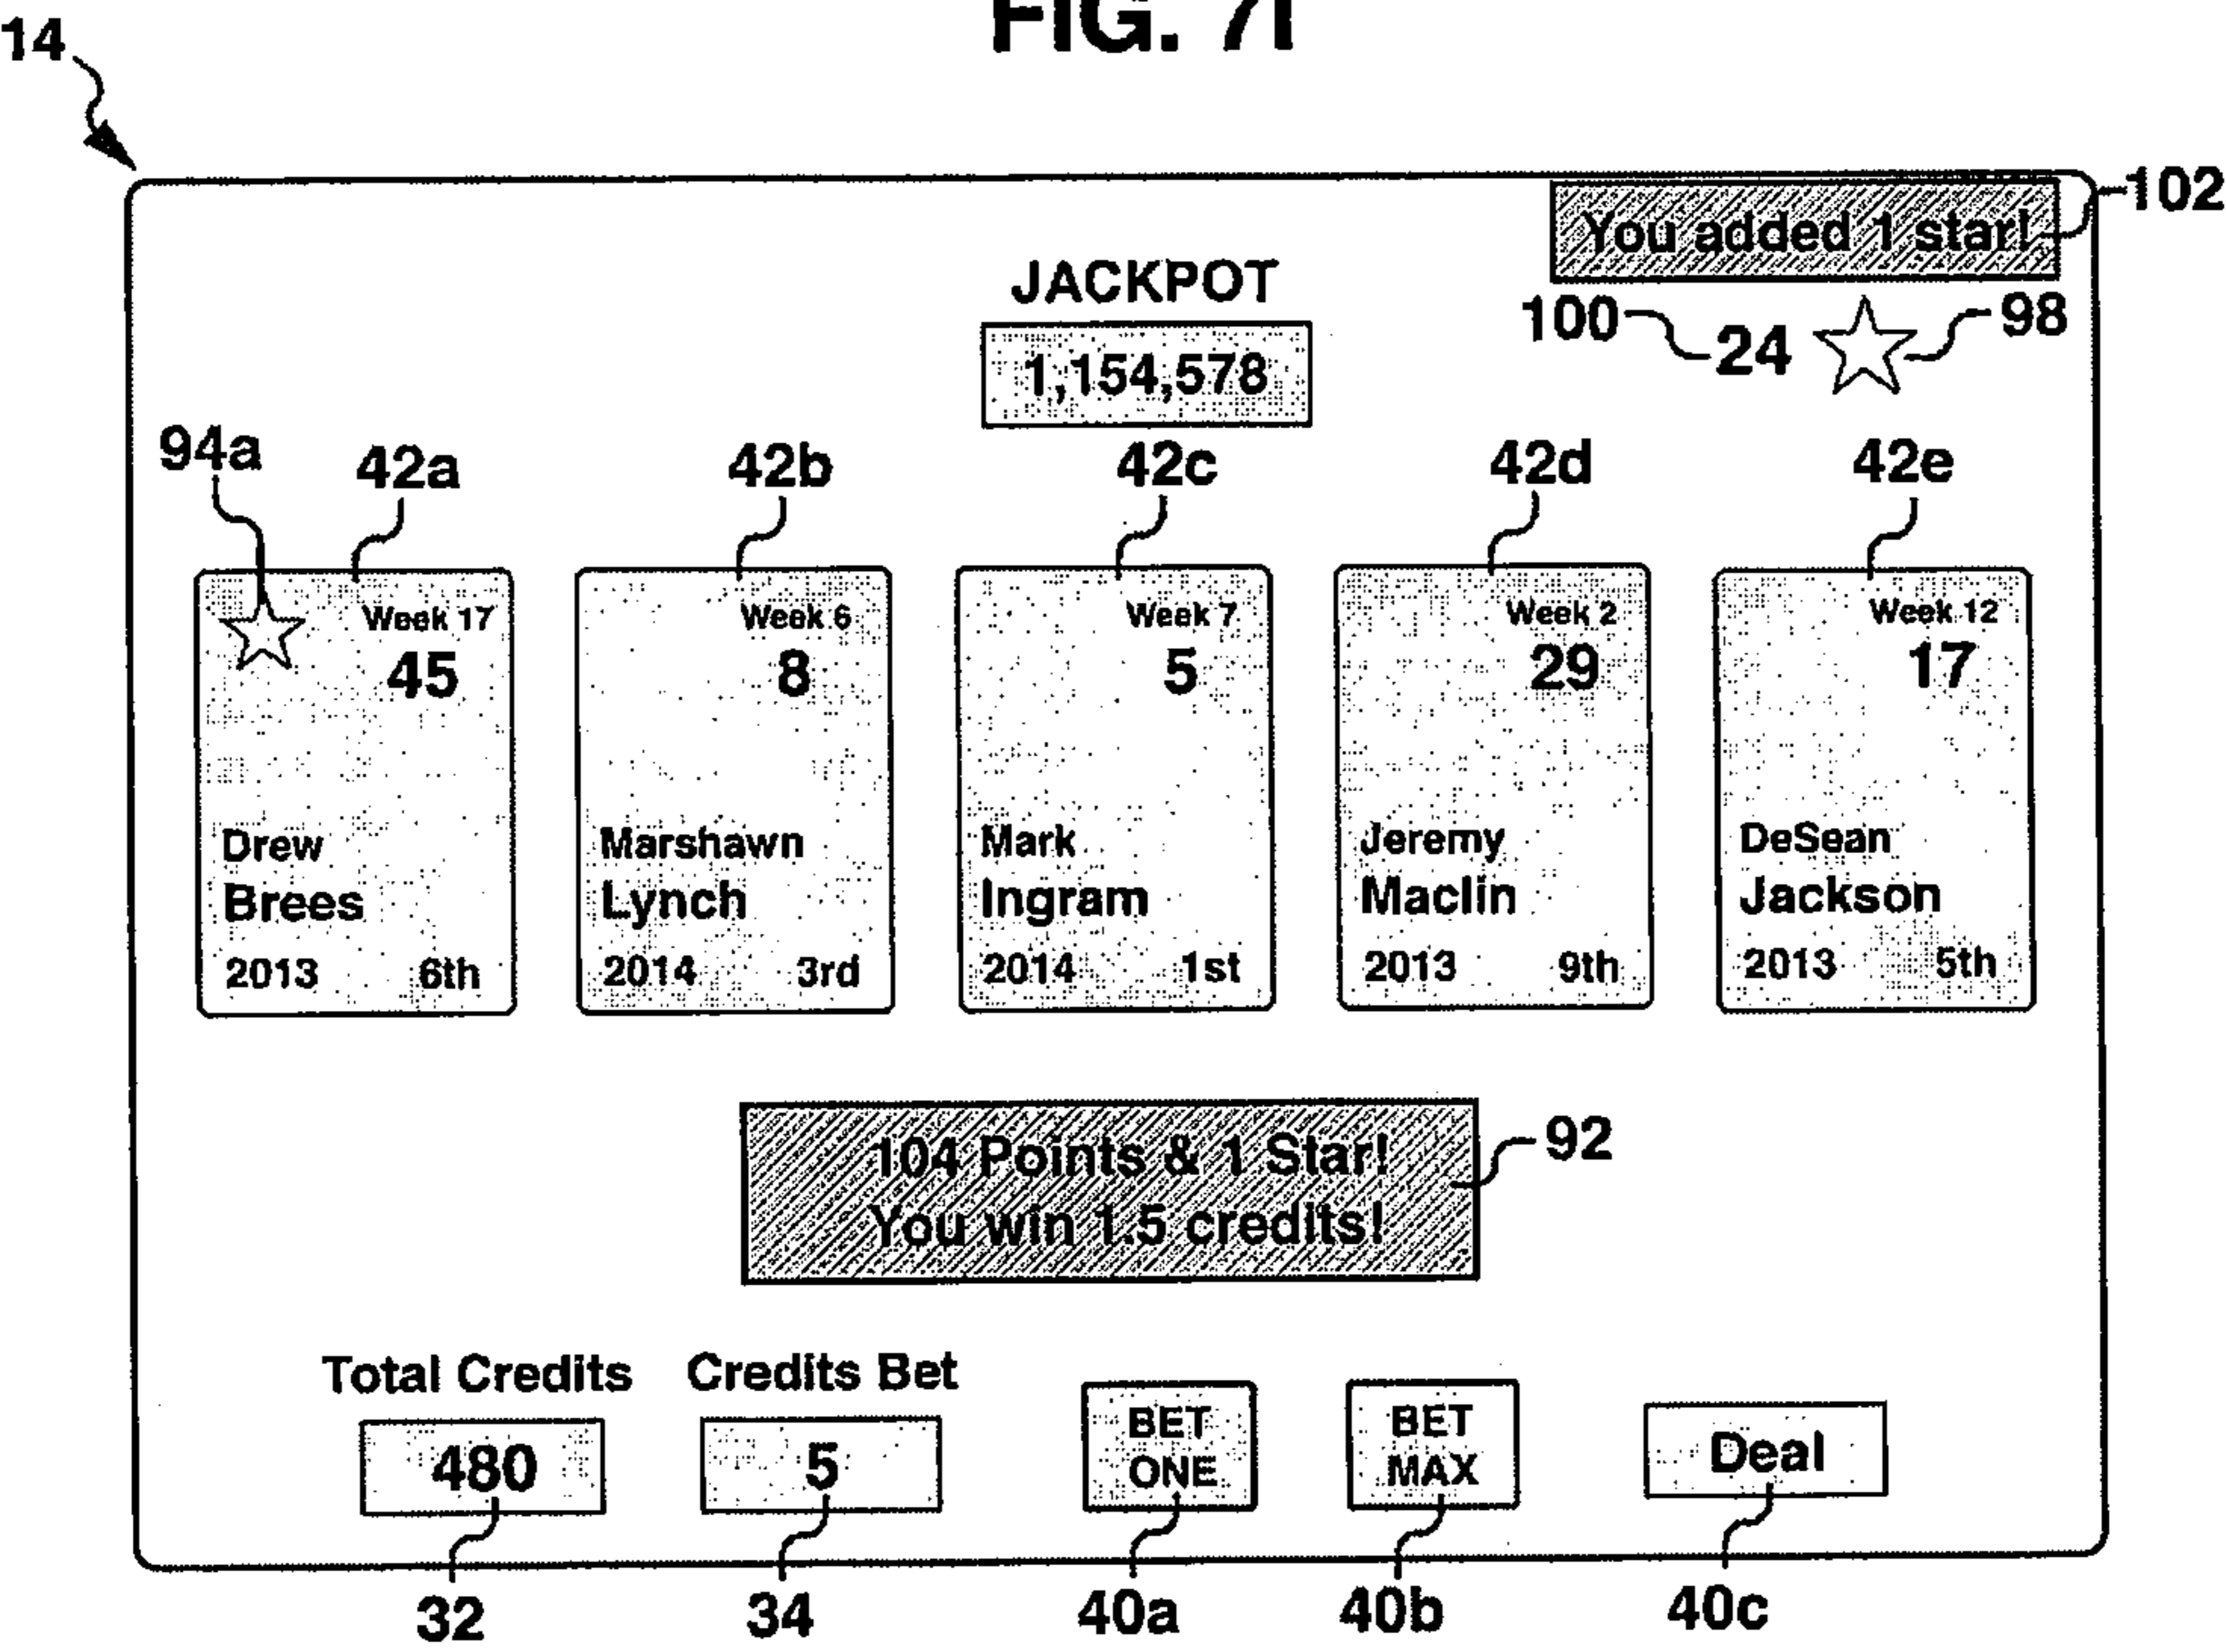 FIG. 7I
14
You added 1 star!
102
JACKPOT
100
24
98
1,154,578
94a
42a
42b
42c
42d
42e
Week 17
45
Drew
Brees
2013 6th
Week 6
8
Marshawn
Lynch
2014 3rd
Week 7
5
Mark
Ingram
2014 1st
Week 2
29
Jeremy
Maclin
2013 9th
Week 12
17
DeSean
Jackson
2013 5th
104 Points & 1 Star!
You win 1.5 credits!
92
Total Credits
480
Credits Bet
5
BET
ONE
BET
MAX
Deal
32
34
40a
40b
40c